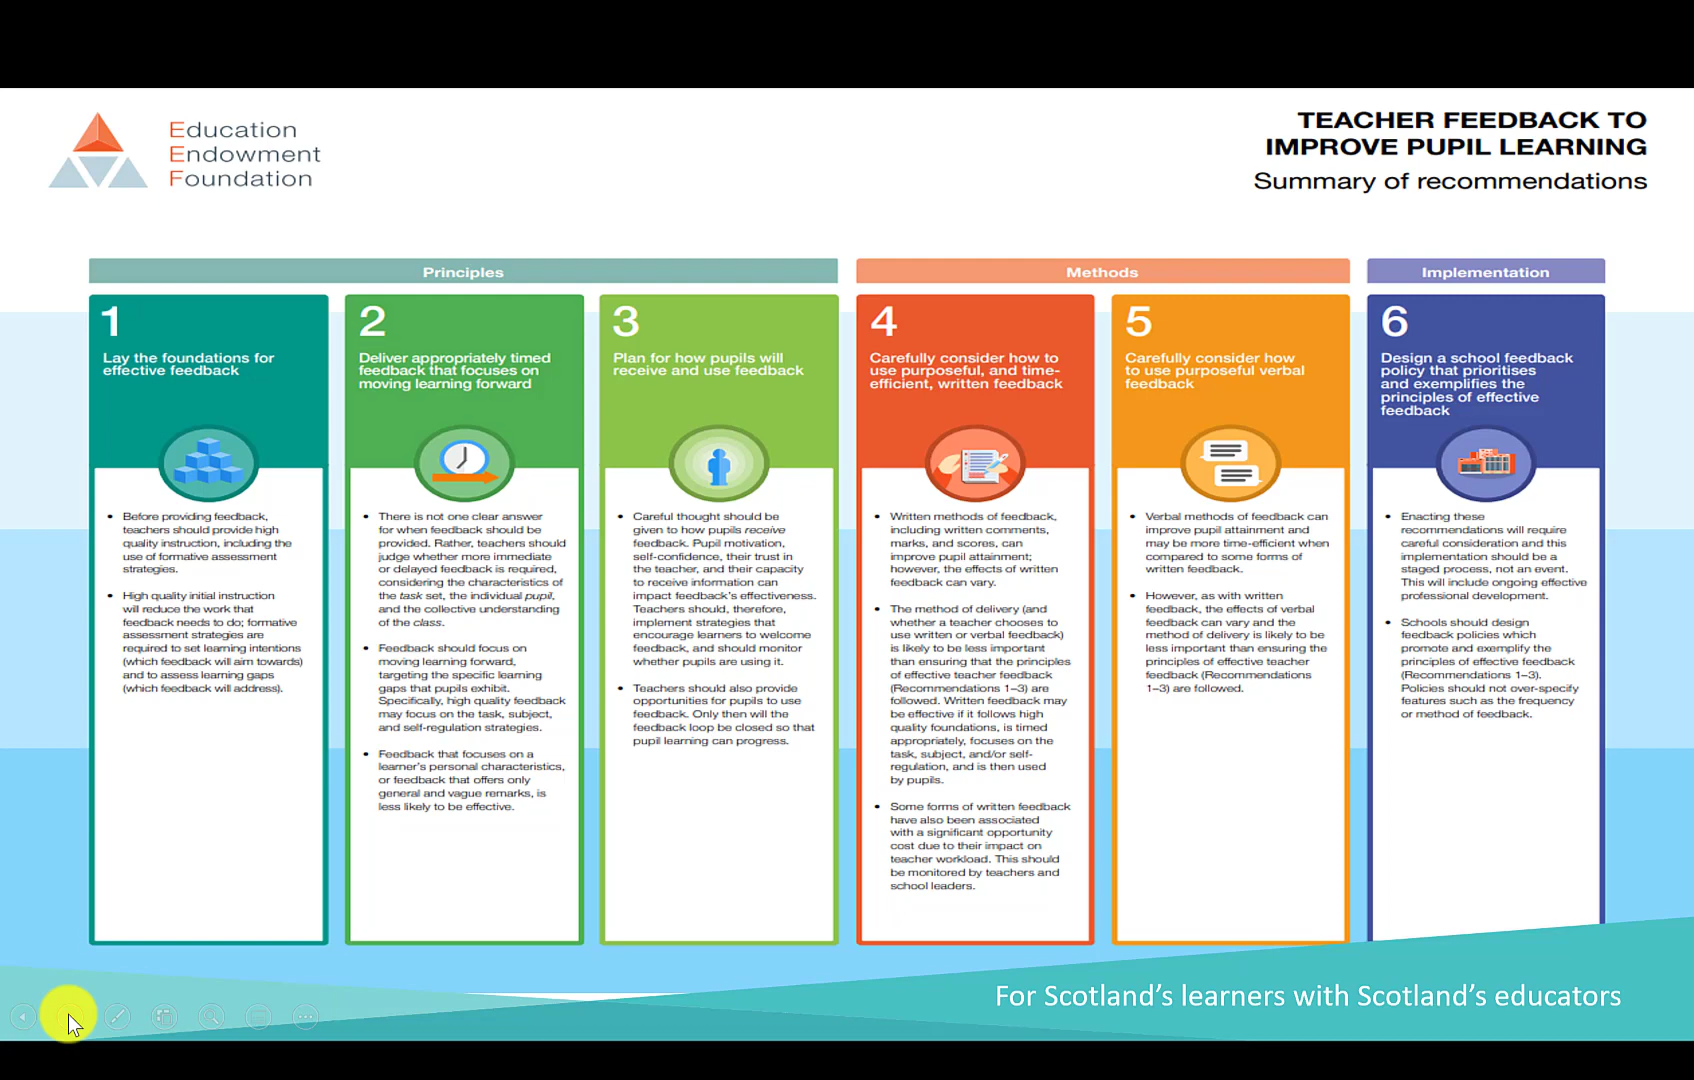 Education
Endowment
Foundation
TEACHER FEEDBACK TO
IMPROVE PUPIL LEARNING
Summary of recommendations
Principles
1
Lay the foundations for
effective feedback
• Before providing feedback,
teachers should provide high
quality instruction, including the
use of formative assessment
strategies.
• High quality initial instruction
will reduce the work that
feedback needs to do; formative
assessment strategies are
required to set learning intentions
(which feedback will aim towards)
and to assess learning gaps
(which feedback will address).
2
Deliver appropriately timed
feedback that focuses on
moving learning forward
• There is not one clear answer
for when feedback should be
provided. Rather, teachers should
judge whether more immediate
or delayed feedback is required,
considering the characteristics of
the task set, the individual pupil,
and the collective understanding
of the class.
• Feedback should focus on
moving learning forward,
targeting the specific learning
gaps that pupils exhibit.
Specifically, high quality feedback
may focus on the task, subject,
and self-regulation strategies.
• Feedback that focuses on a
learner's personal characteristics,
or feedback that offers only
general and vague remarks, is
less likely to be effective.
3
Plan for how pupils will
receive and use feedback
• Careful thought should be
given to how pupils receive
feedback. Pupil motivation,
self-confidence, their trust in
the teacher, and their capacity
to receive information can
impact feedback's effectiveness.
Teachers should, therefore,
implement strategies that
encourage learners to welcome
feedback, and should monitor
whether pupils are using it.
• Teachers should also provide
opportunities for pupils to use
feedback. Only then will the
feedback loop be closed so that
pupil learning can progress.
Methods
4
Carefully consider how to
use purposeful, and time-
efficient, written feedback
• Written methods of feedback,
including written comments,
marks, and scores, can
improve pupil attainment;
however, the effects of written
feedback can vary.
• The method of delivery (and
whether a teacher chooses to
use written or verbal feedback)
is likely to be less important
than ensuring that the principles
of effective teacher feedback
(Recommendations 1–3) are
followed. Written feedback may
be effective if it follows high
quality foundations, is timed
appropriately, focuses on the
task, subject, and/or self-
regulation, and is then used
by pupils.
• Some forms of written feedback
have also been associated
with a significant opportunity
cost due to their impact on
teacher workload. This should
be monitored by teachers and
school leaders.
5
Carefully consider how
to use purposeful verbal
feedback
• Verbal methods of feedback can
improve pupil attainment and
may be more time-efficient when
compared to some forms of
written feedback.
• However, as with written
feedback, the effects of verbal
feedback can vary and the
method of delivery is likely to be
less important than ensuring the
principles of effective teacher
feedback (Recommendations
1–3) are followed.
Implementation
6
Design a school feedback
policy that prioritises
and exemplifies the
principles of effective
feedback
• Enacting these
recommendations will require
careful consideration and this
implementation should be a
staged process, not an event.
This will include ongoing effective
professional development.
• Schools should design
feedback policies which
promote and exemplify the
principles of effective feedback
(Recommendations 1–3).
Policies should not over-specify
features such as the frequency
or method of feedback.
For Scotland's learners with Scotland's educators